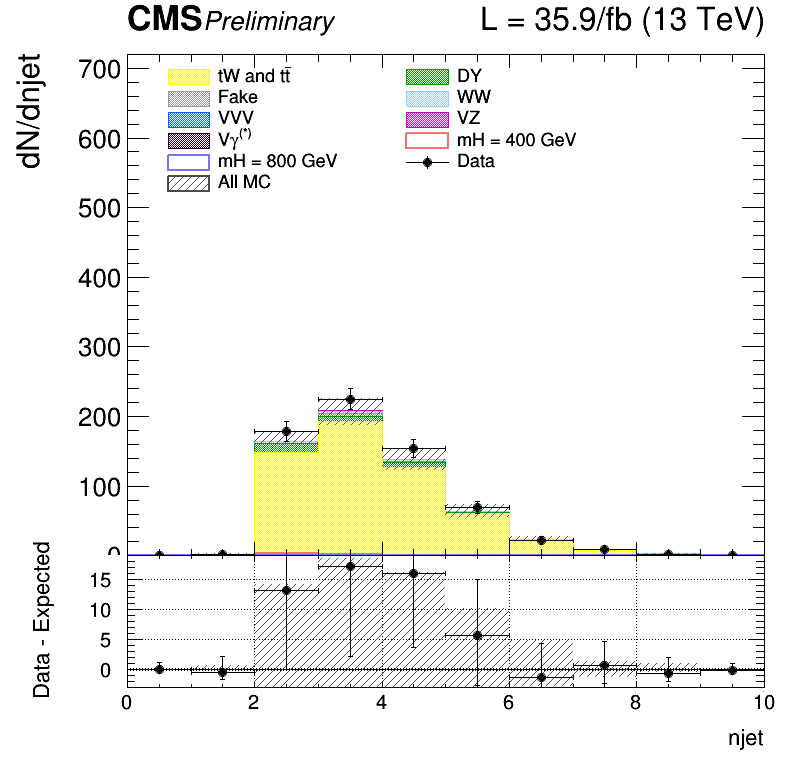 CMS Preliminary L = 35.9/fb (13 TeV)
dN/dnjet
700
600
500
400
300
200
100
0
tW and tt̄
Fake
VVV
Vγ(*)
mH = 800 GeV
All MC
DY
WW
VZ
mH = 400 GeV
Data
Data - Expected
15
10
5
0
0 2 4 6 8 10
njet